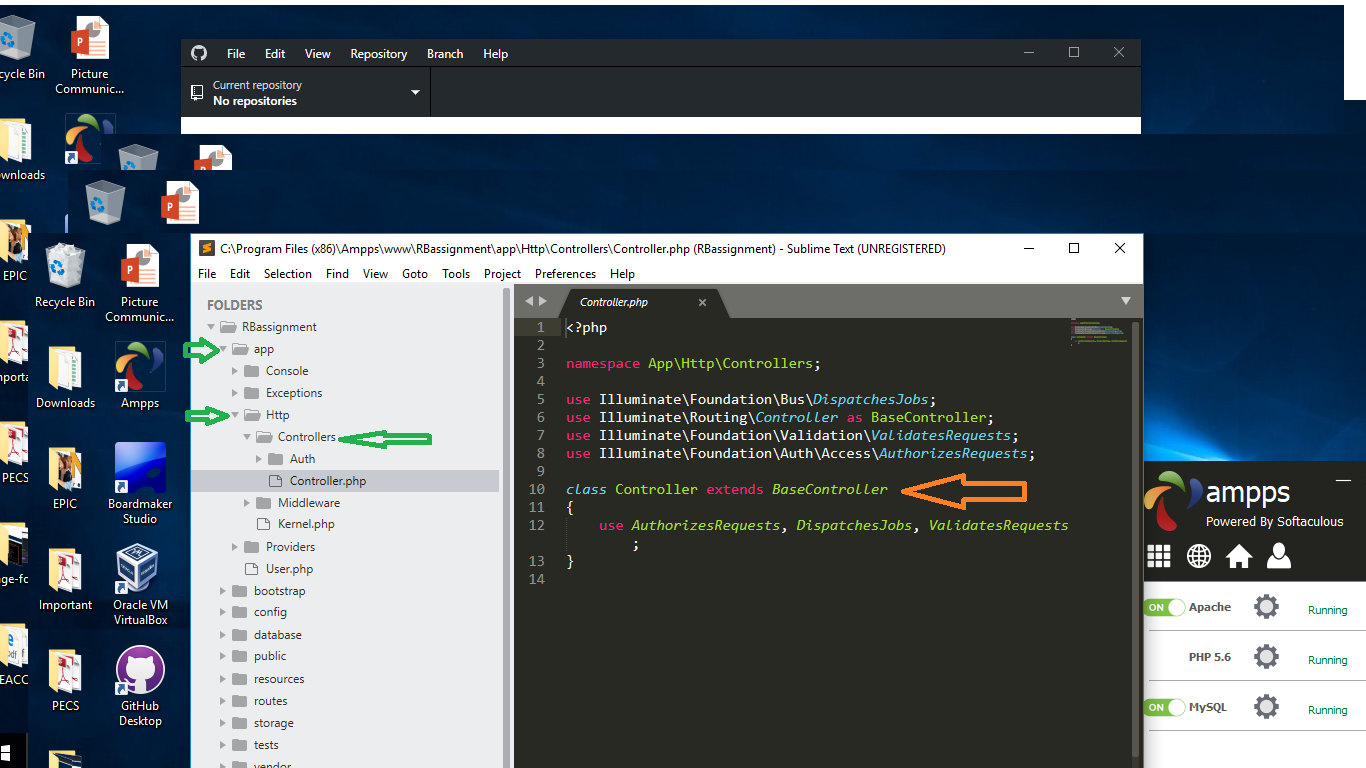 cycle Bin
Picture
Communic...
wnloads
EPIC
Importa
PECS
EACC
File Edit View Repository Branch Help
Current repository
No repositories
Recycle Bin
Picture
Communic...
Downloads
Ampps
EPIC
Boardmaker
Studio
Important
Oracle VM
VirtualBox
PECS
GitHub
Desktop
C:\Program Files (x86)\Ampps\www\RBassignment\app\Http\Controllers\Controller.php (RBassignment) - Sublime Text (UNREGISTERED)
File Edit Selection Find View Goto Tools Project Preferences Help
FOLDERS
RBassignment
app
Console
Exceptions
Http
Controllers
Auth
Controller.php
Middleware
Kernel.php
Providers
User.php
bootstrap
config
database
public
resources
routes
storage
tests
vendor
Controller.php
1 <?php
2
3 namespace App\Http\Controllers;
4
5 use Illuminate\Foundation\Bus\DispatchesJobs;
6 use Illuminate\Routing\Controller as BaseController;
7 use Illuminate\Foundation\Validation\ValidatesRequests;
8 use Illuminate\Foundation\Auth\Access\AuthorizesRequests;
9
10 class Controller extends BaseController
11 {
12 use AuthorizesRequests, DispatchesJobs, ValidatesRequests
;
13 }
14
ampps
Powered By Softaculous
ON Apache Running
PHP 5.6 Running
ON MySQL Running